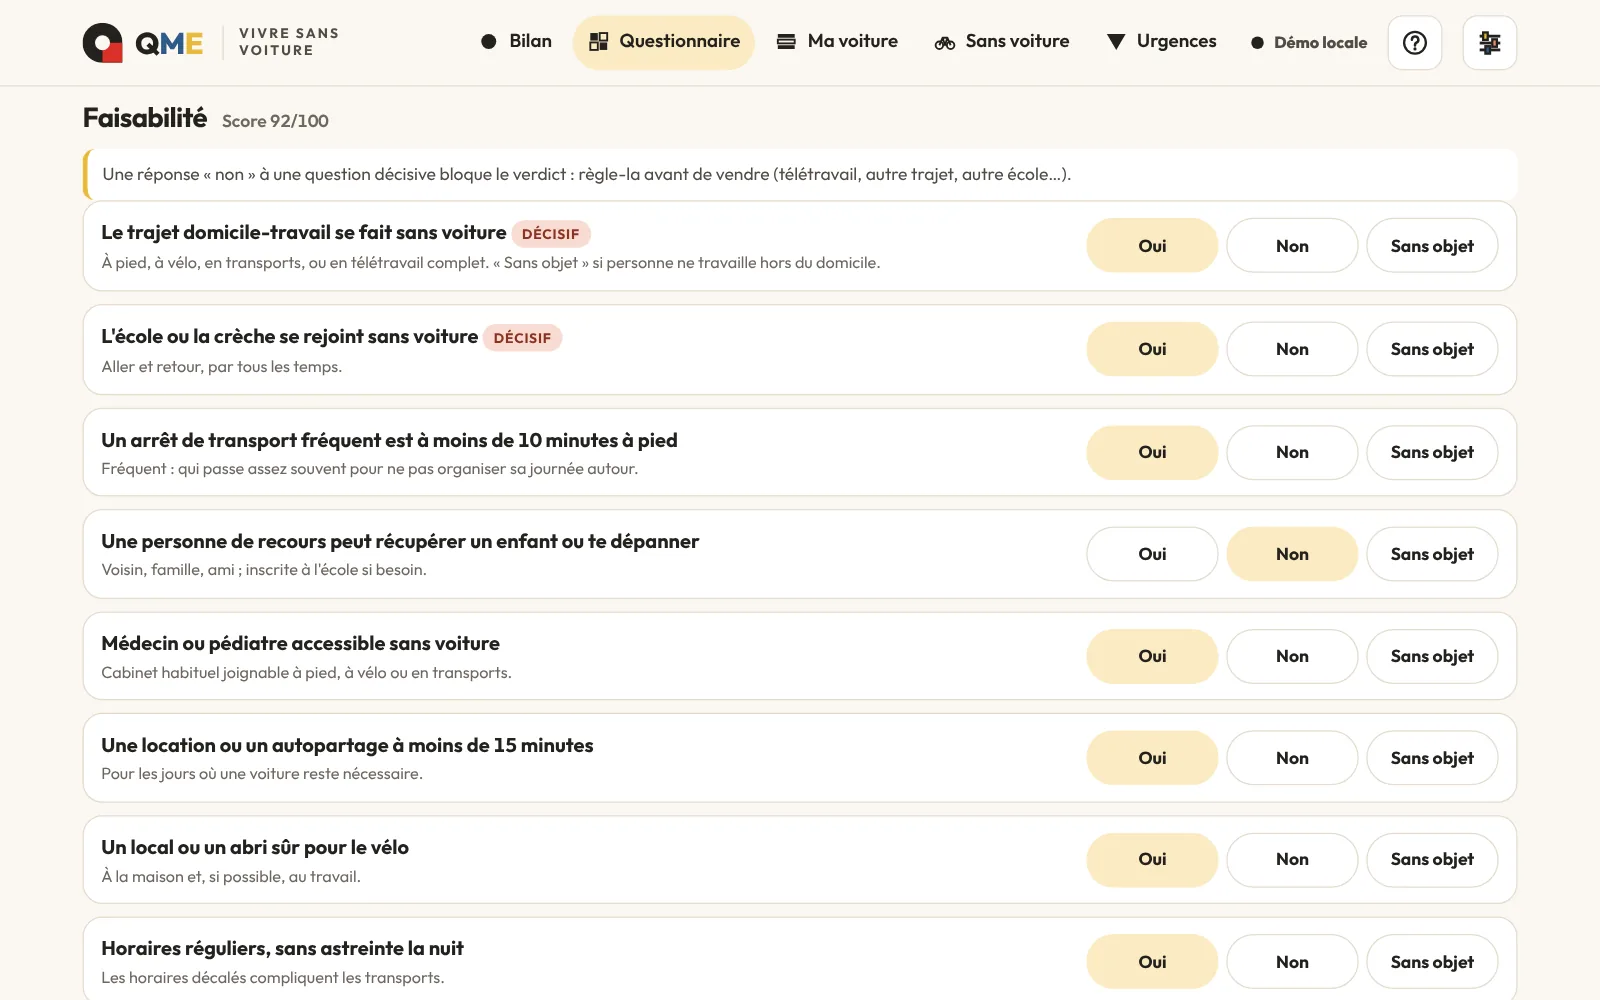 QME
VIVRE SANS
VOITURE
Bilan
Questionnaire
Ma voiture
Sans voiture
Urgences
Démo locale
Faisabilité
Score 92/100
Une réponse « non » à une question décisive bloque le verdict : règle-la avant de vendre (télétravail, autre trajet, autre école…).
Le trajet domicile-travail se fait sans voiture DÉCISIF
À pied, à vélo, en transports, ou en télétravail complet. « Sans objet » si personne ne travaille hors du domicile.
Oui Non Sans objet
L'école ou la crèche se rejoint sans voiture DÉCISIF
Aller et retour, par tous les temps.
Oui Non Sans objet
Un arrêt de transport fréquent est à moins de 10 minutes à pied
Fréquent : qui passe assez souvent pour ne pas organiser sa journée autour.
Oui Non Sans objet
Une personne de recours peut récupérer un enfant ou te dépanner
Voisin, famille, ami ; inscrite à l'école si besoin.
Oui Non Sans objet
Médecin ou pédiatre accessible sans voiture
Cabinet habituel joignable à pied, à vélo ou en transports.
Oui Non Sans objet
Une location ou un autopartage à moins de 15 minutes
Pour les jours où une voiture reste nécessaire.
Oui Non Sans objet
Un local ou un abri sûr pour le vélo
À la maison et, si possible, au travail.
Oui Non Sans objet
Horaires réguliers, sans astreinte la nuit
Les horaires décalés compliquent les transports.
Oui Non Sans objet